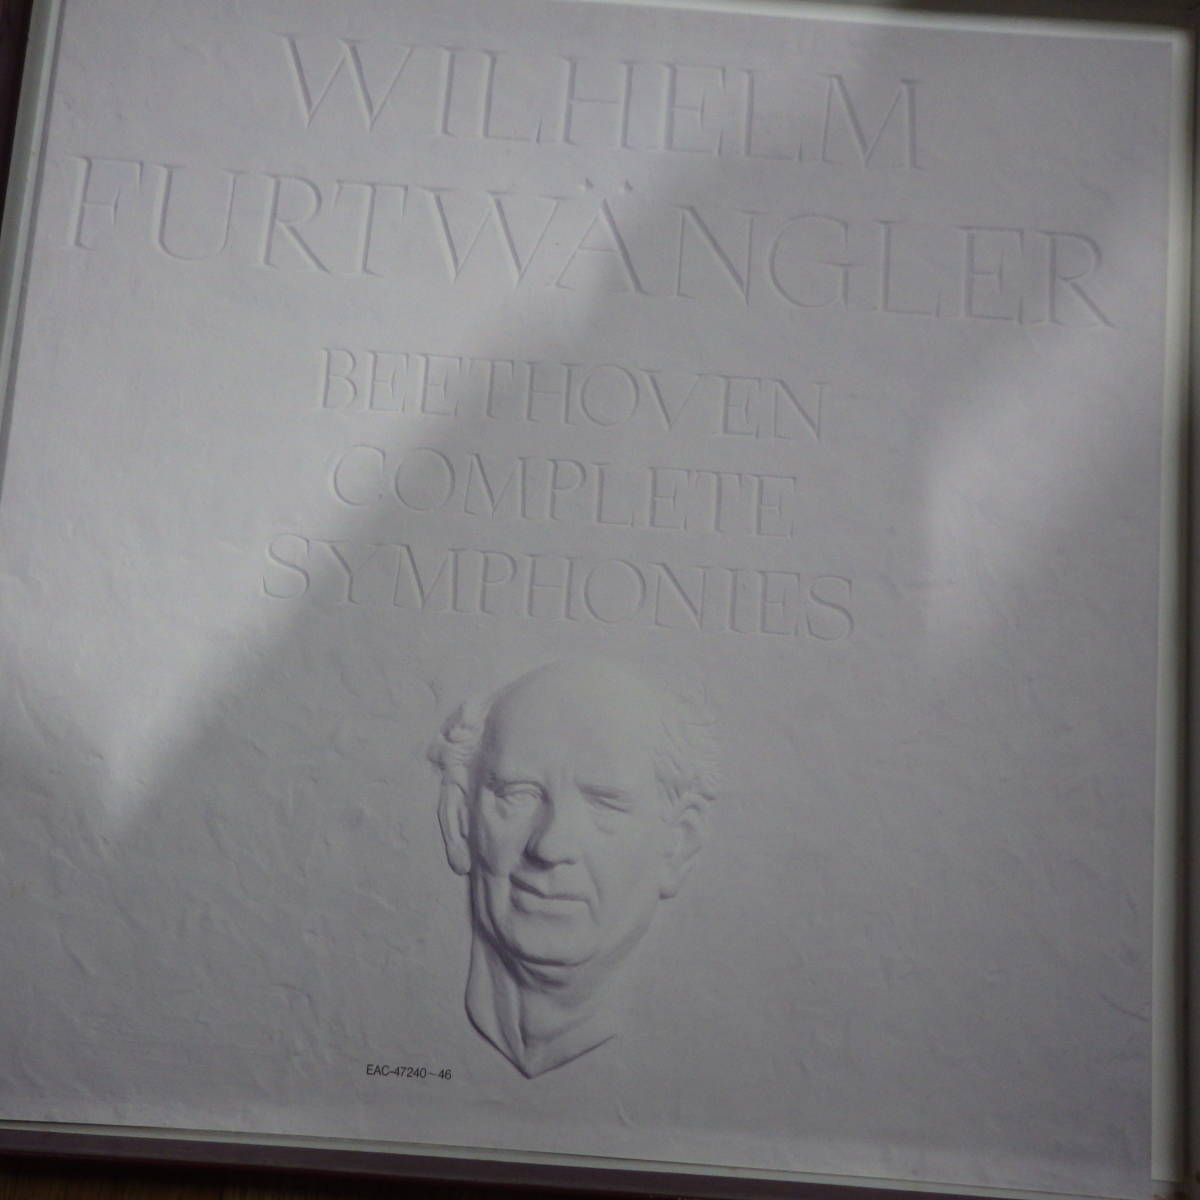 WILHELM
FURTWÄNGLER
BEETHOVEN
COMPLETE
SYMPHONIES
EAC-47240~46